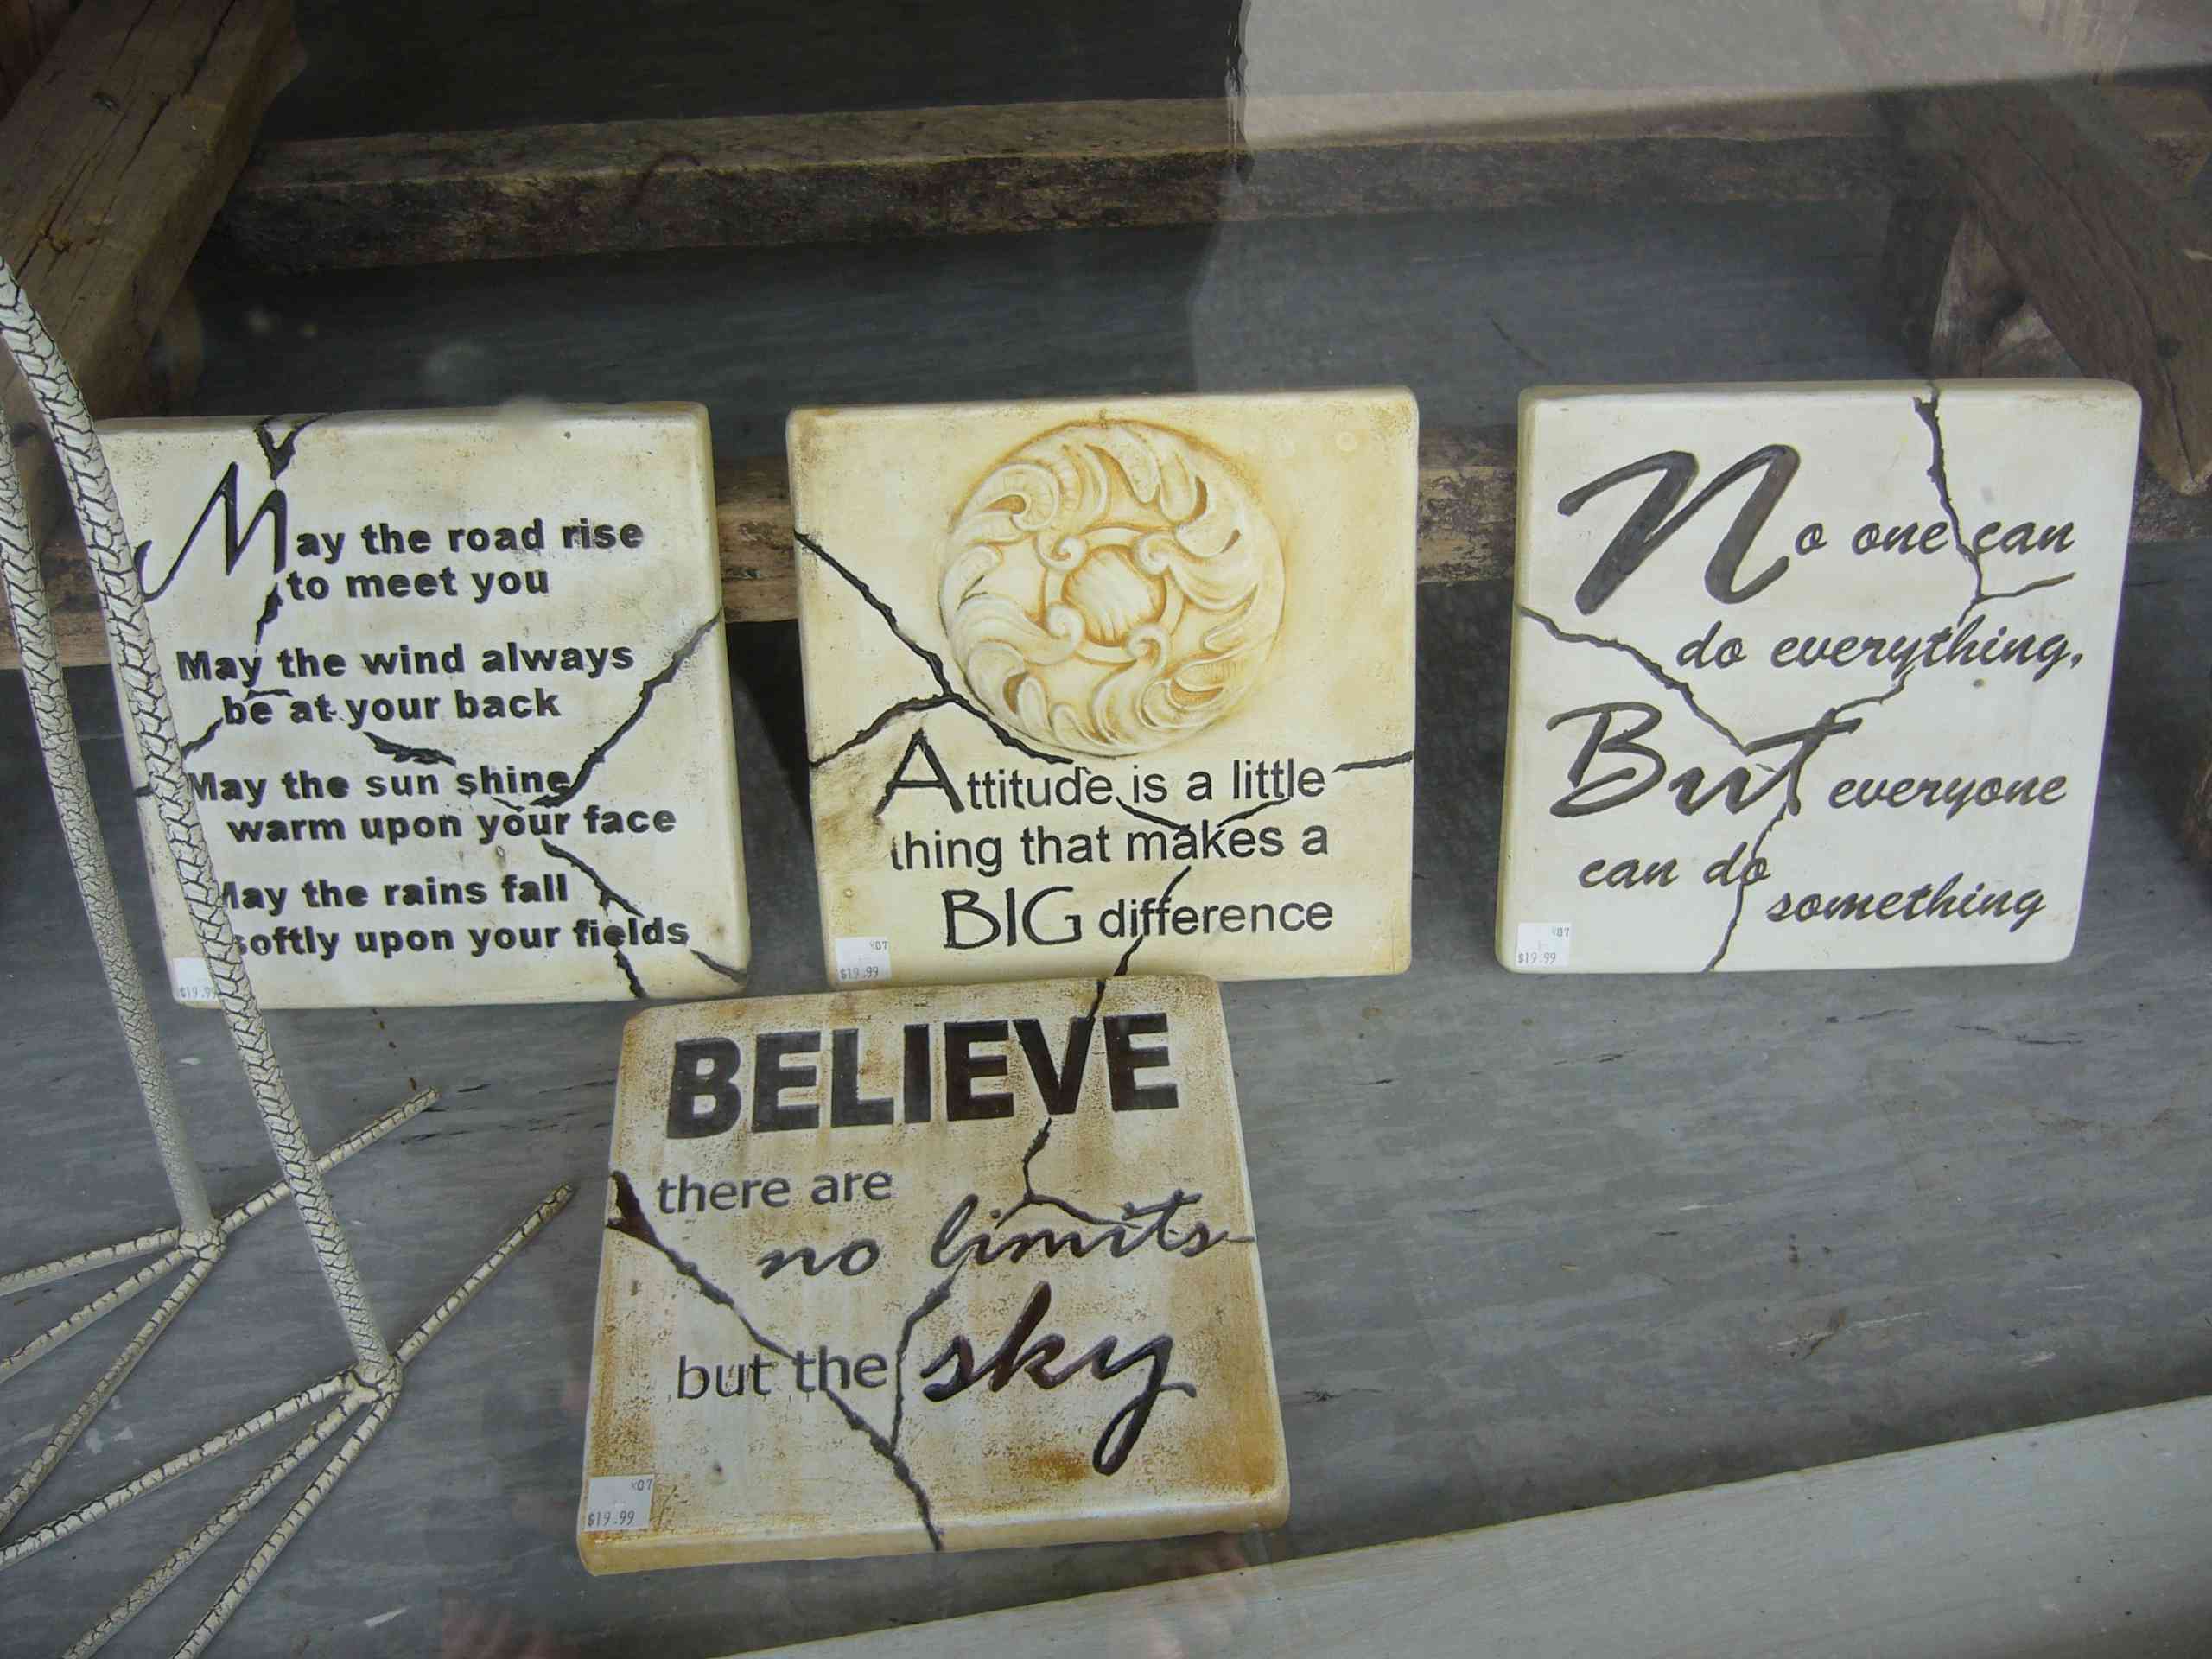 May the road rise
to meet you
May the wind always
be at your back
May the sun shine
warm upon your face
May the rains fall
softly upon your fields
$19.99
Attitude is a little
thing that makes a
BIG difference
X07
$19.99
No one can
do everything,
But everyone
can do
something
X07
$19.99
BELIEVE
there are
no limits
but the sky
X07
$19.99